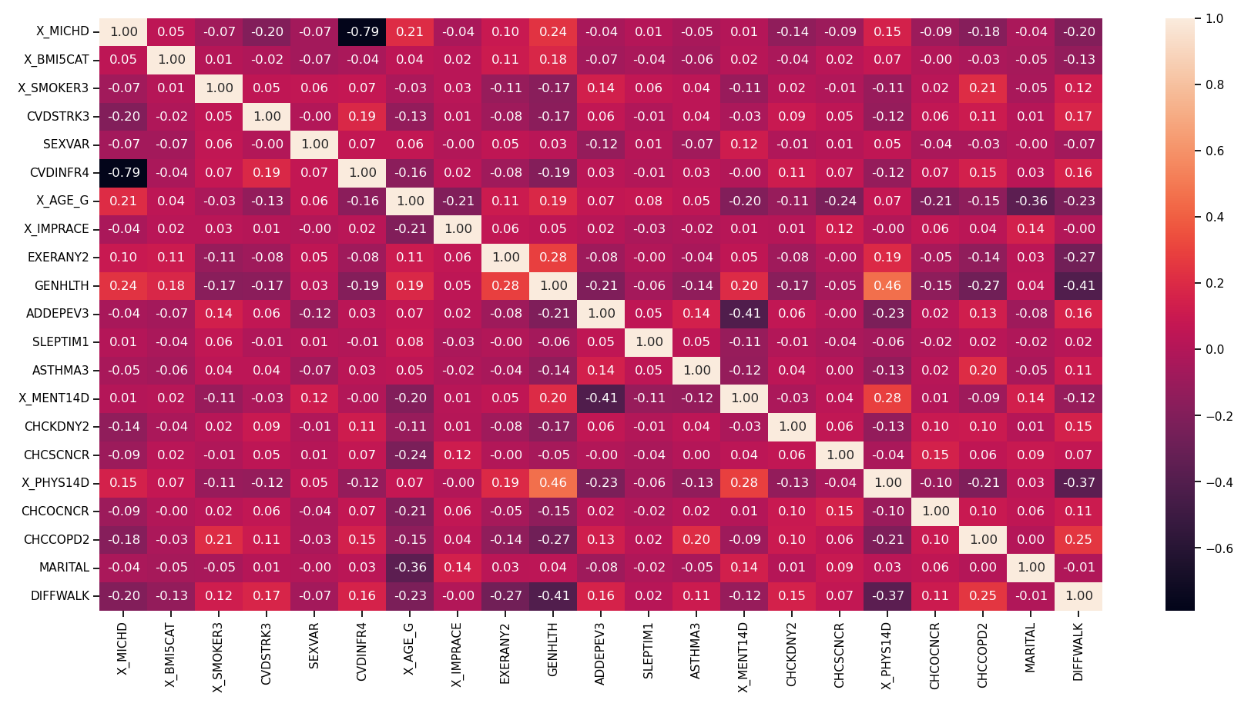 X_MICHD 1.00 0.05 -0.07 -0.20 -0.07 -0.79 0.21 -0.04 0.10 0.24 -0.04 0.01 -0.05 0.01 -0.14 -0.09 0.15 -0.09 -0.18 -0.04 -0.20 1.0
X_BMI5CAT 0.05 1.00 0.01 -0.02 -0.07 -0.04 0.04 0.02 0.11 0.18 -0.07 -0.04 -0.06 0.02 -0.04 0.02 0.07 -0.00 -0.03 -0.05 -0.13
X_SMOKER3 -0.07 0.01 1.00 0.05 0.06 0.07 -0.03 0.03 -0.11 -0.17 0.14 0.06 0.04 -0.11 0.02 -0.01 -0.11 0.02 0.21 -0.05 0.12 0.8
CVDSTRK3 -0.20 -0.02 0.05 1.00 -0.00 0.19 -0.13 0.01 -0.08 -0.17 0.06 -0.01 0.04 -0.03 0.09 0.05 -0.12 0.06 0.11 0.01 0.17
SEXVAR -0.07 -0.07 0.06 -0.00 1.00 0.07 0.06 -0.00 0.05 0.03 -0.12 0.01 -0.07 0.12 -0.01 0.01 0.05 -0.04 -0.03 -0.00 -0.07 0.6
CVDINFR4 -0.79 -0.04 0.07 0.19 0.07 1.00 -0.16 0.02 -0.08 -0.19 0.03 -0.01 0.03 -0.00 0.11 0.07 -0.12 0.07 0.15 0.03 0.16
X_AGE_G 0.21 0.04 -0.03 -0.13 0.06 -0.16 1.00 -0.21 0.11 0.19 0.07 0.08 0.05 -0.20 -0.11 -0.24 0.07 -0.21 -0.15 -0.36 -0.23 0.4
X_IMPRACE -0.04 0.02 0.03 0.01 -0.00 0.02 -0.21 1.00 0.06 0.05 0.02 -0.03 -0.02 0.01 0.01 0.12 -0.00 0.06 0.04 0.14 -0.00
EXERANY2 0.10 0.11 -0.11 -0.08 0.05 -0.08 0.11 0.06 1.00 0.28 -0.08 -0.00 -0.04 0.05 -0.08 -0.00 0.19 -0.05 -0.14 0.03 -0.27 0.2
GENHLTH 0.24 0.18 -0.17 -0.17 0.03 -0.19 0.19 0.05 0.28 1.00 -0.21 -0.06 -0.14 0.20 -0.17 -0.05 0.46 -0.15 -0.27 0.04 -0.41
ADDEPEV3 -0.04 -0.07 0.14 0.06 -0.12 0.03 0.07 0.02 -0.08 -0.21 1.00 0.05 0.14 -0.41 0.06 -0.00 -0.23 0.02 0.13 -0.08 0.16
SLEPTIM1 0.01 -0.04 0.06 -0.01 0.01 -0.01 0.08 -0.03 -0.00 -0.06 0.05 1.00 0.05 -0.11 -0.01 -0.04 -0.06 -0.02 0.02 -0.02 0.02 0.0
ASTHMA3 -0.05 -0.06 0.04 0.04 -0.07 0.03 0.05 -0.02 -0.04 -0.14 0.14 0.05 1.00 -0.12 0.04 0.00 -0.13 0.02 0.20 -0.05 0.11
X_MENT14D 0.01 0.02 -0.11 -0.03 0.12 -0.00 -0.20 0.01 0.05 0.20 -0.41 -0.11 -0.12 1.00 -0.03 0.04 0.28 0.01 -0.09 0.14 -0.12 −0.2
CHCKDNY2 -0.14 -0.04 0.02 0.09 -0.01 0.11 -0.11 0.01 -0.08 -0.17 0.06 -0.01 0.04 -0.03 1.00 0.06 -0.13 0.10 0.10 0.01 0.15
CHCSCNCR -0.09 0.02 -0.01 0.05 0.01 0.07 -0.24 0.12 -0.00 -0.05 -0.00 -0.04 0.00 0.04 0.06 1.00 -0.04 0.15 0.06 0.09 0.07
X_PHYS14D 0.15 0.07 -0.11 -0.12 0.05 -0.12 0.07 -0.00 0.19 0.46 -0.23 -0.06 -0.13 0.28 -0.13 -0.04 1.00 -0.10 -0.21 0.03 -0.37 −0.4
CHCOCNCR -0.09 -0.00 0.02 0.06 -0.04 0.07 -0.21 0.06 -0.05 -0.15 0.02 -0.02 0.02 0.01 0.10 0.15 -0.10 1.00 0.10 0.06 0.11
CHCCOPD2 -0.18 -0.03 0.21 0.11 -0.03 0.15 -0.15 0.04 -0.14 -0.27 0.13 0.02 0.20 -0.09 0.10 0.06 -0.21 0.10 1.00 0.00 0.25 −0.6
MARITAL -0.04 -0.05 -0.05 0.01 -0.00 0.03 -0.36 0.14 0.03 0.04 -0.08 -0.02 -0.05 0.14 0.01 0.09 0.03 0.06 0.00 1.00 -0.01
DIFFWALK -0.20 -0.13 0.12 0.17 -0.07 0.16 -0.23 -0.00 -0.27 -0.41 0.16 0.02 0.11 -0.12 0.15 0.07 -0.37 0.11 0.25 -0.01 1.00
X_MICHD X_BMI5CAT X_SMOKER3 CVDSTRK3 SEXVAR CVDINFR4 X_AGE_G X_IMPRACE EXERANY2 GENHLTH ADDEPEV3 SLEPTIM1 ASTHMA3 X_MENT14D CHCKDNY2 CHCSCNCR X_PHYS14D CHCOCNCR CHCCOPD2 MARITAL DIFFWALK